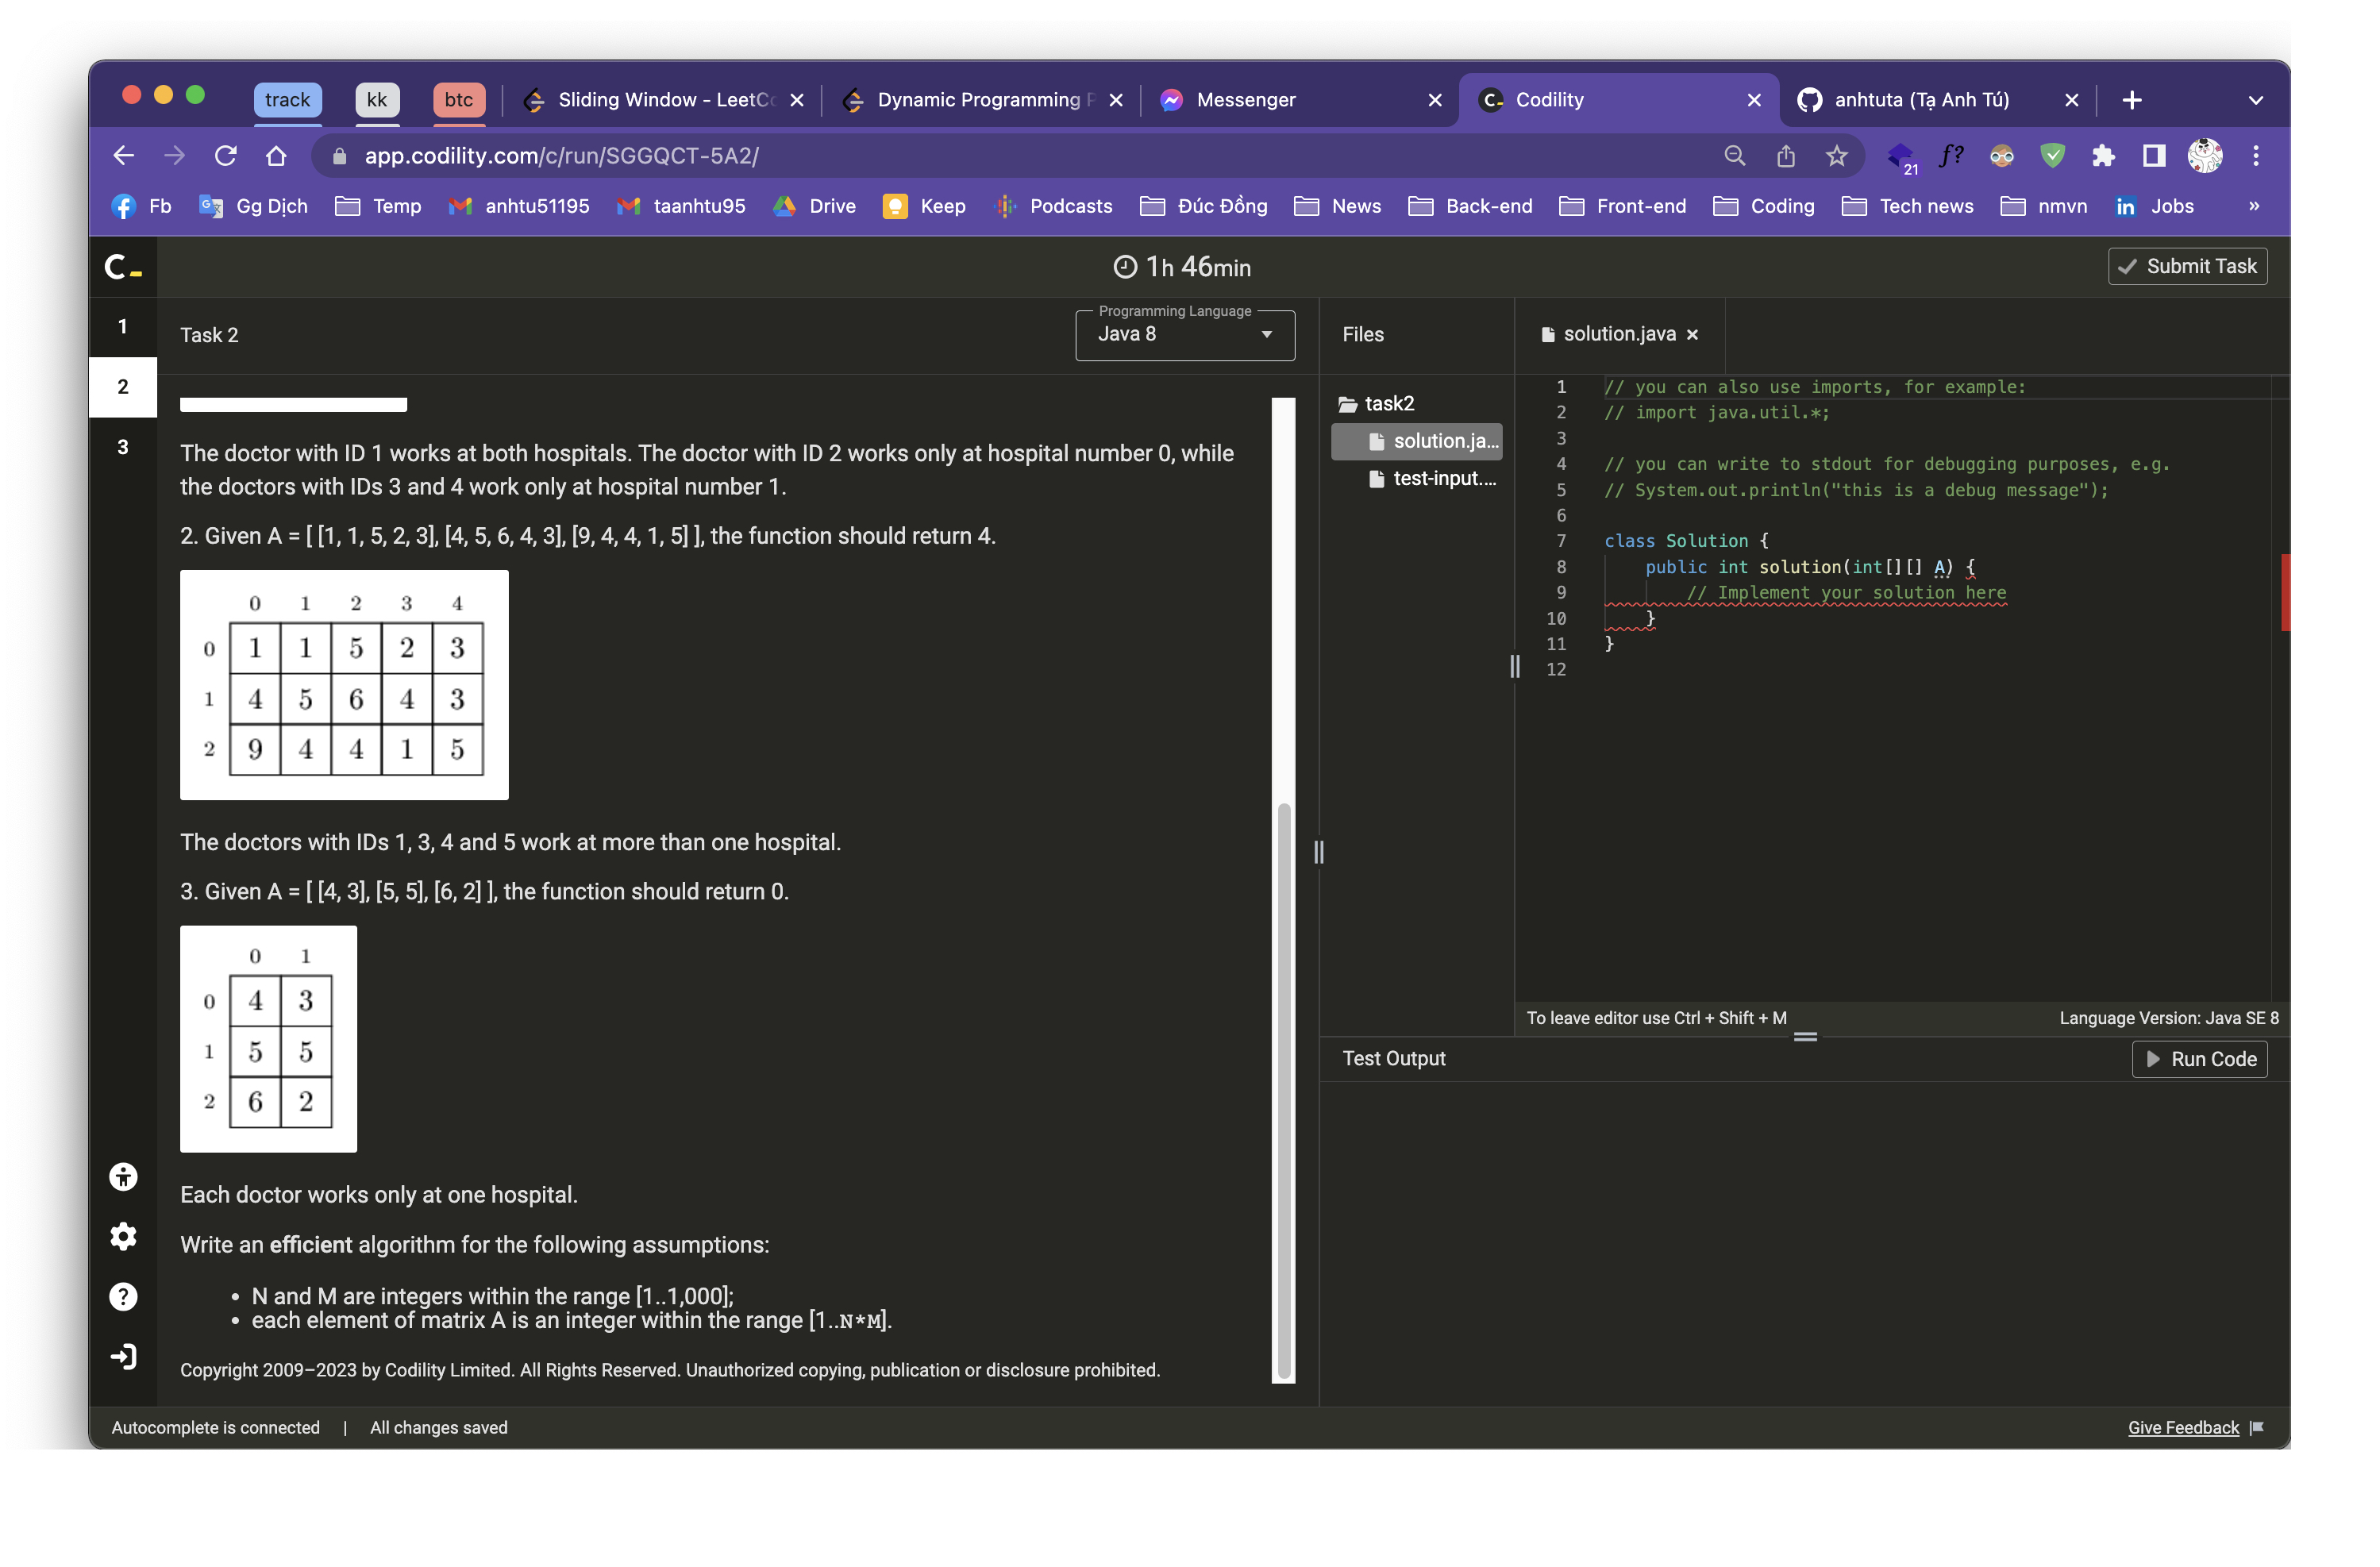 track
kk
btc
Sliding Window - LeetCo
Dynamic Programming P
Messenger
Codility
anhtuta (Tạ Anh Tú)
app.codility.com/c/run/SGGQCT-5A2/
f?
21
Fb
Gg Dịch
Temp
anhtu51195
taanhtu95
Drive
Keep
Podcasts
Đúc Đồng
News
Back-end
Front-end
Coding
Tech news
nmvn
Jobs
»
1h 46min
Submit Task
1
2
3
Task 2
Programming Language
Java 8
The doctor with ID 1 works at both hospitals. The doctor with ID 2 works only at hospital number 0, while
the doctors with IDs 3 and 4 work only at hospital number 1.
2. Given A = [ [1, 1, 5, 2, 3], [4, 5, 6, 4, 3], [9, 4, 4, 1, 5] ], the function should return 4.
0 1 2 3 4
0 1 1 5 2 3
1 4 5 6 4 3
2 9 4 4 1 5
The doctors with IDs 1, 3, 4 and 5 work at more than one hospital.
3. Given A = [ [4, 3], [5, 5], [6, 2] ], the function should return 0.
0 1
0 4 3
1 5 5
2 6 2
Each doctor works only at one hospital.
Write an efficient algorithm for the following assumptions:
• N and M are integers within the range [1..1,000];
• each element of matrix A is an integer within the range [1..N*M].
Copyright 2009–2023 by Codility Limited. All Rights Reserved. Unauthorized copying, publication or disclosure prohibited.
Files
task2
solution.ja...
test-input....
solution.java
1 // you can also use imports, for example:
2 // import java.util.*;
3
4 // you can write to stdout for debugging purposes, e.g.
5 // System.out.println("this is a debug message");
6
7 class Solution {
8 public int solution(int[][] A) {
9 // Implement your solution here
10 }
11 }
12
To leave editor use Ctrl + Shift + M
Language Version: Java SE 8
Test Output
Run Code
Autocomplete is connected | All changes saved
Give Feedback